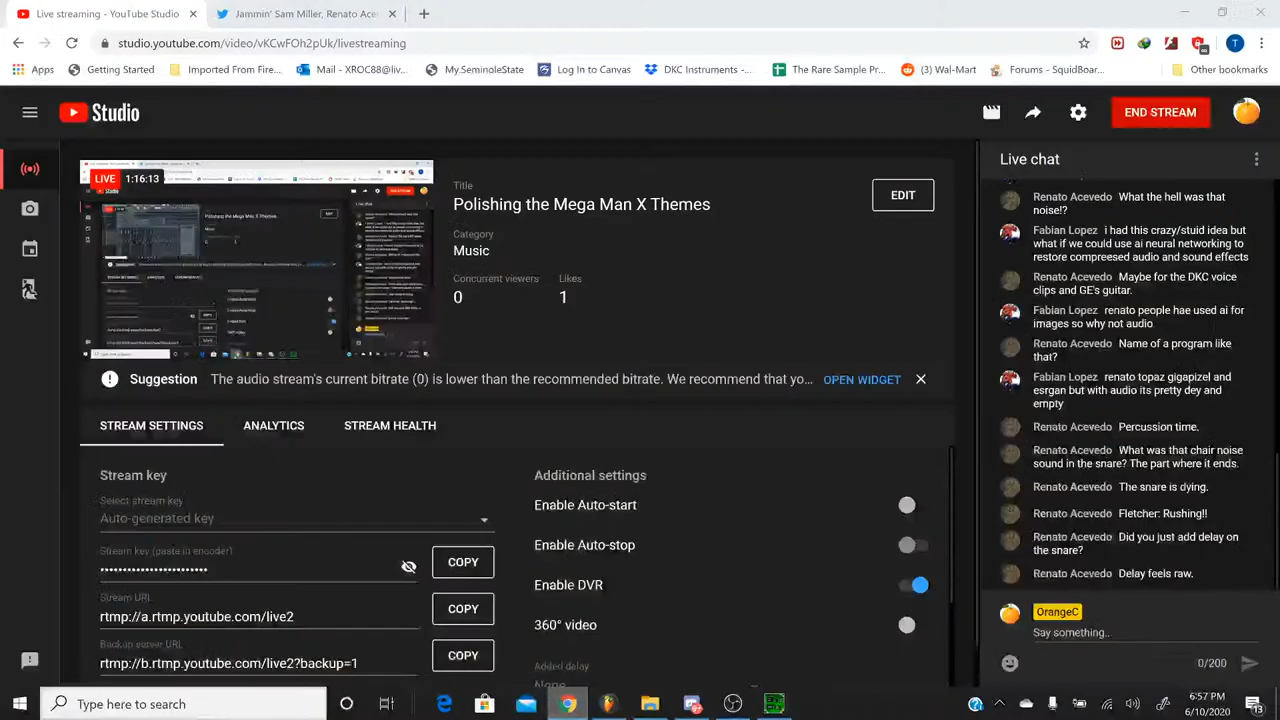 Live streaming - YouTube Studio
Jammin' Sam Miller, Renato Ace
studio.youtube.com/video/vKCwFOh2pUk/livestreaming
Apps
Getting Started
Imported From Fire...
Mail - XROC88@liv...
My SeminoleState
Log In to Canvas
DKC Instruments -...
The Rare Sample Pr...
(3) Wal-Mart
Forums - SquidBoar...
Other bookmarks
Studio
END STREAM
LIVE 1:16:13
Title
Polishing the Mega Man X Themes
EDIT
Category
Music
Concurrent viewers
Likes
0
1
Suggestion
The audio stream's current bitrate (0) is lower than the recommended bitrate. We recommend that yo...
OPEN WIDGET
STREAM SETTINGS
ANALYTICS
STREAM HEALTH
Stream key
Select stream key
Auto-generated key
Stream key (paste in encoder)
••••••••••••••••••••••••
COPY
Stream URL
rtmp://a.rtmp.youtube.com/live2
COPY
Backup server URL
rtmp://b.rtmp.youtube.com/live2?backup=1
COPY
Additional settings
Enable Auto-start
Enable Auto-stop
Enable DVR
360° video
Added delay
None
Live chat
Renato Acevedo What the hell was that
noise!?
Fabian Lopez i had this crazy/stuid idea but
what if we use ai neural networking to
restore compressed audio and sound effects
Renato Acevedo Maybe for the DKC voice
clips and GE guitar.
Fabian Lopez renato people hae used ai for
images so why not audio
Renato Acevedo Name of a program like
that?
Fabian Lopez renato topaz gigapizel and
esrgan but with audio its pretty dey and
empty
Renato Acevedo Percussion time.
Renato Acevedo What was that chair noise
sound in the snare? The part where it ends.
Renato Acevedo The snare is dying.
Renato Acevedo Fletcher: Rushing!!
Renato Acevedo Did you just add delay on
the snare?
Renato Acevedo Delay feels raw.
OrangeC
Say something...
0/200
Type here to search
6:57 PM
6/10/2020